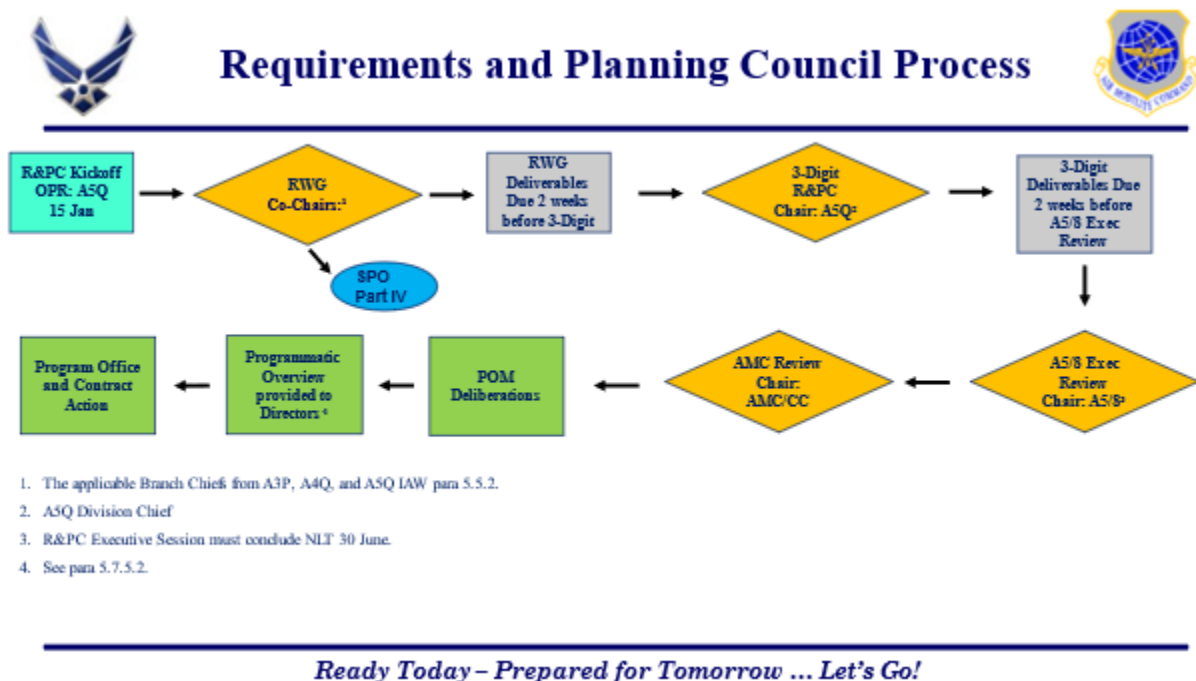 Requirements and Planning Council Process
AIR MOBILITY COMMAND
R&PC Kickoff
OPR: A5Q
15 Jan
RWG
Co-Chairs:¹
RWG
Deliverables
Due 2 weeks
before 3-Digit
3-Digit
R&PC
Chair: A5Q²
3-Digit
Deliverables Due
2 weeks before
A5/8 Exec
Review
SPO
Part IV
Program Office
and Contract
Action
Programmatic
Overview
provided to
Directors ⁴
POM
Deliberations
AMC Review
Chair:
AMC/CC
A5/8 Exec
Review
Chair: A5/8³
1. The applicable Branch Chiefs from A3P, A4Q, and A5Q IAW para 5.5.2.
2. A5Q Division Chief
3. R&PC Executive Session must conclude NLT 30 June.
4. See para 5.7.5.2.
Ready Today – Prepared for Tomorrow ... Let's Go!